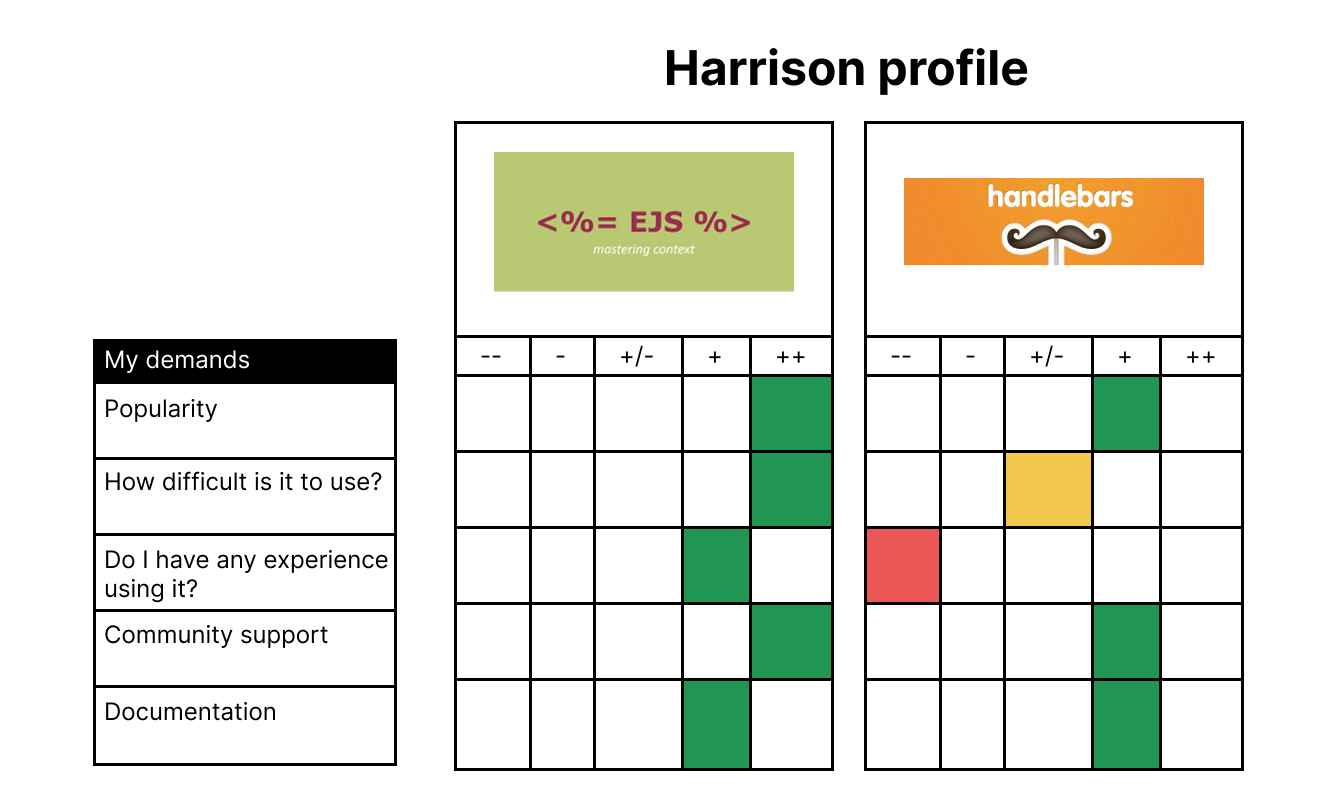 Harrison profile
<%= EJS %>
mastering context
handlebars
My demands
-- - +/- + ++ -- - +/- + ++
Popularity
How difficult is it to use?
Do I have any experience
using it?
Community support
Documentation